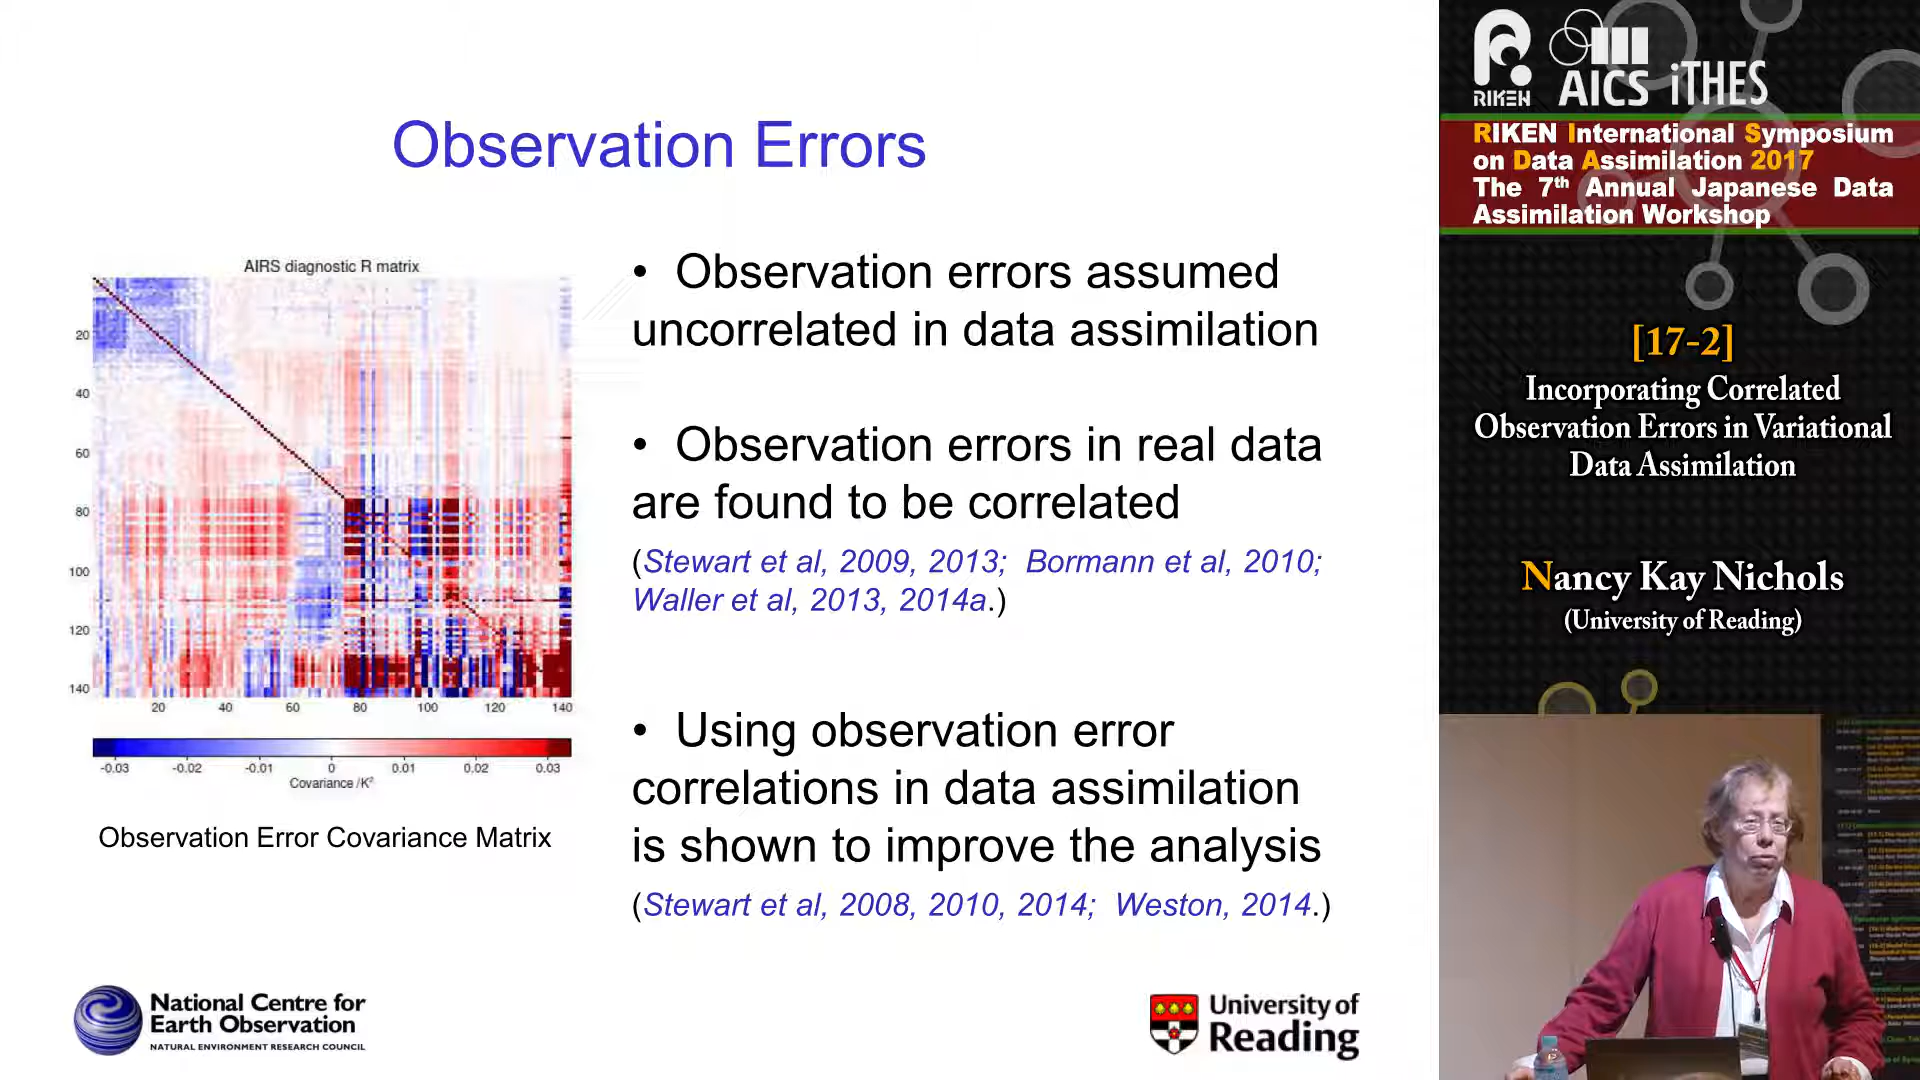 Observation Errors
AIRS diagnostic R matrix
20
40
60
80
100
120
140
20 40 60 80 100 120 140
-0.03 -0.02 -0.01 0 0.01 0.02 0.03
Covariance /K²
Observation Error Covariance Matrix
• Observation errors assumed
uncorrelated in data assimilation
• Observation errors in real data
are found to be correlated
(Stewart et al, 2009, 2013; Bormann et al, 2010;
Waller et al, 2013, 2014a.)
• Using observation error
correlations in data assimilation
is shown to improve the analysis
(Stewart et al, 2008, 2010, 2014; Weston, 2014.)
National Centre for
Earth Observation
NATURAL ENVIRONMENT RESEARCH COUNCIL
University of
Reading
RIKEN AICS iTHES
RIKEN International Symposium
on Data Assimilation 2017
The 7th Annual Japanese Data
Assimilation Workshop
[17-2]
Incorporating Correlated
Observation Errors in Variational
Data Assimilation
Nancy Kay Nichols
(University of Reading)